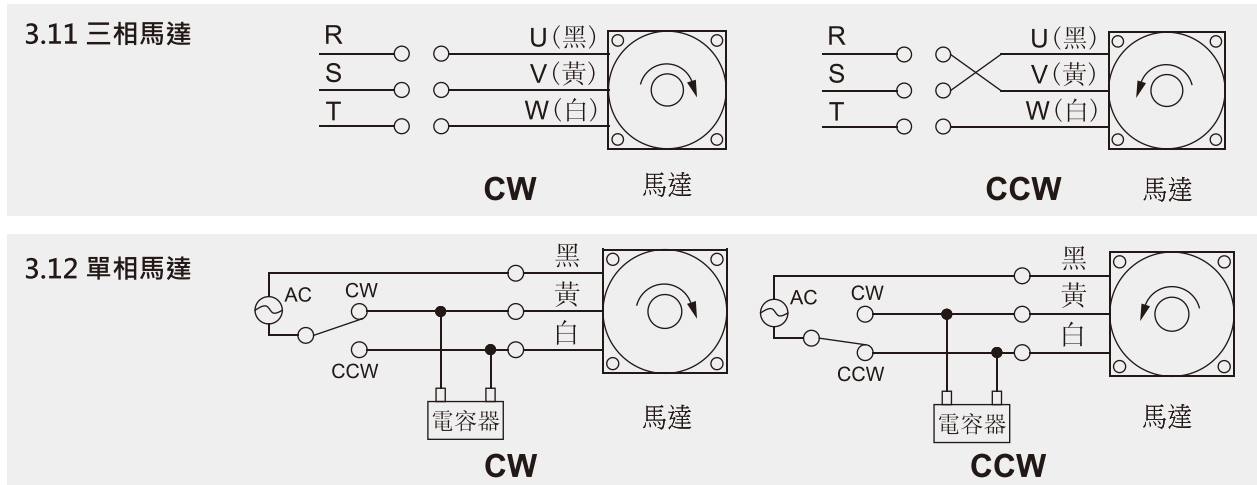 3.11 三相馬達
R
S
T
U(黑)
V(黃)
W(白)
CW
馬達
R
S
T
U(黑)
V(黃)
W(白)
CCW
馬達
3.12 單相馬達
AC
CW
CCW
黑
黃
白
電容器
馬達
CW
AC
CW
CCW
黑
黃
白
電容器
馬達
CCW